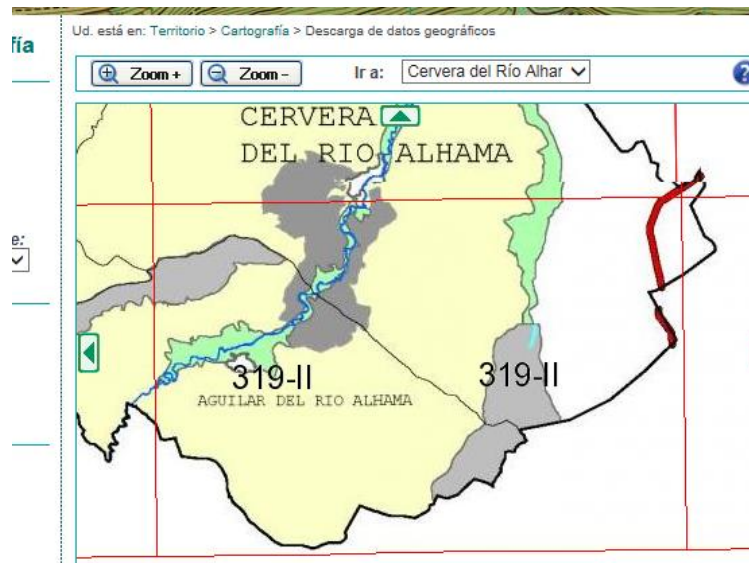 Ud. está en: Territorio > Cartografía > Descarga de datos geográficos
fía
Zoom + Zoom - Ir a: Cervera del Río Alhar ?
CERVERA
DEL RIO ALHAMA
e:
319-II 319-II
AGUILAR DEL RIO ALHAMA